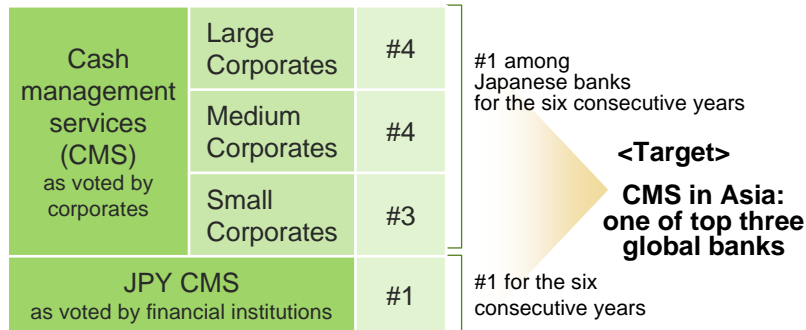 Cash
management
services
(CMS)
as voted by
corporates
Large
Corporates
#4
Medium
Corporates
#4
Small
Corporates
#3
#1 among
Japanese banks
for the six consecutive years
JPY CMS
as voted by financial institutions
#1
#1 for the six
consecutive years
<Target>
CMS in Asia:
one of top three
global banks